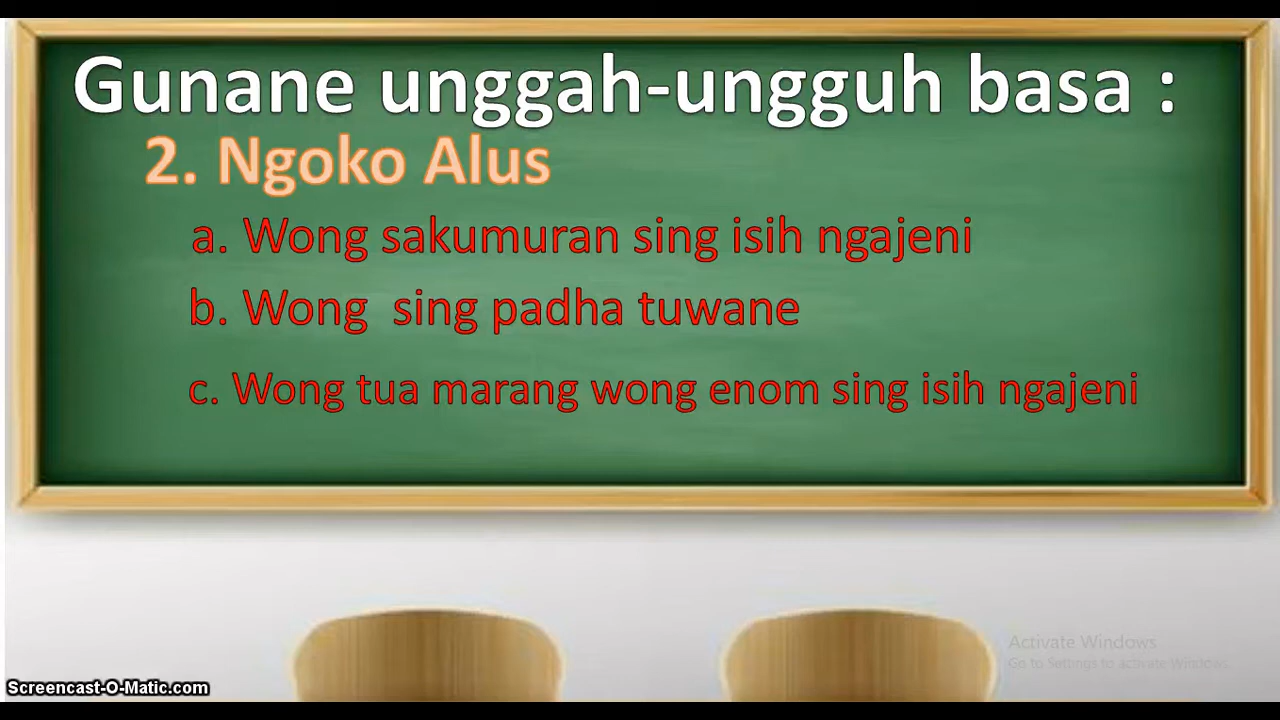 Gunane unggah-ungguh basa :
2. Ngoko Alus
a. Wong sakumuran sing isih ngajeni
b. Wong sing padha tuwane
c. Wong tua marang wong enom sing isih ngajeni
Activate Windows
Go to Settings to activate Windows.
Screencast-O-Matic.com